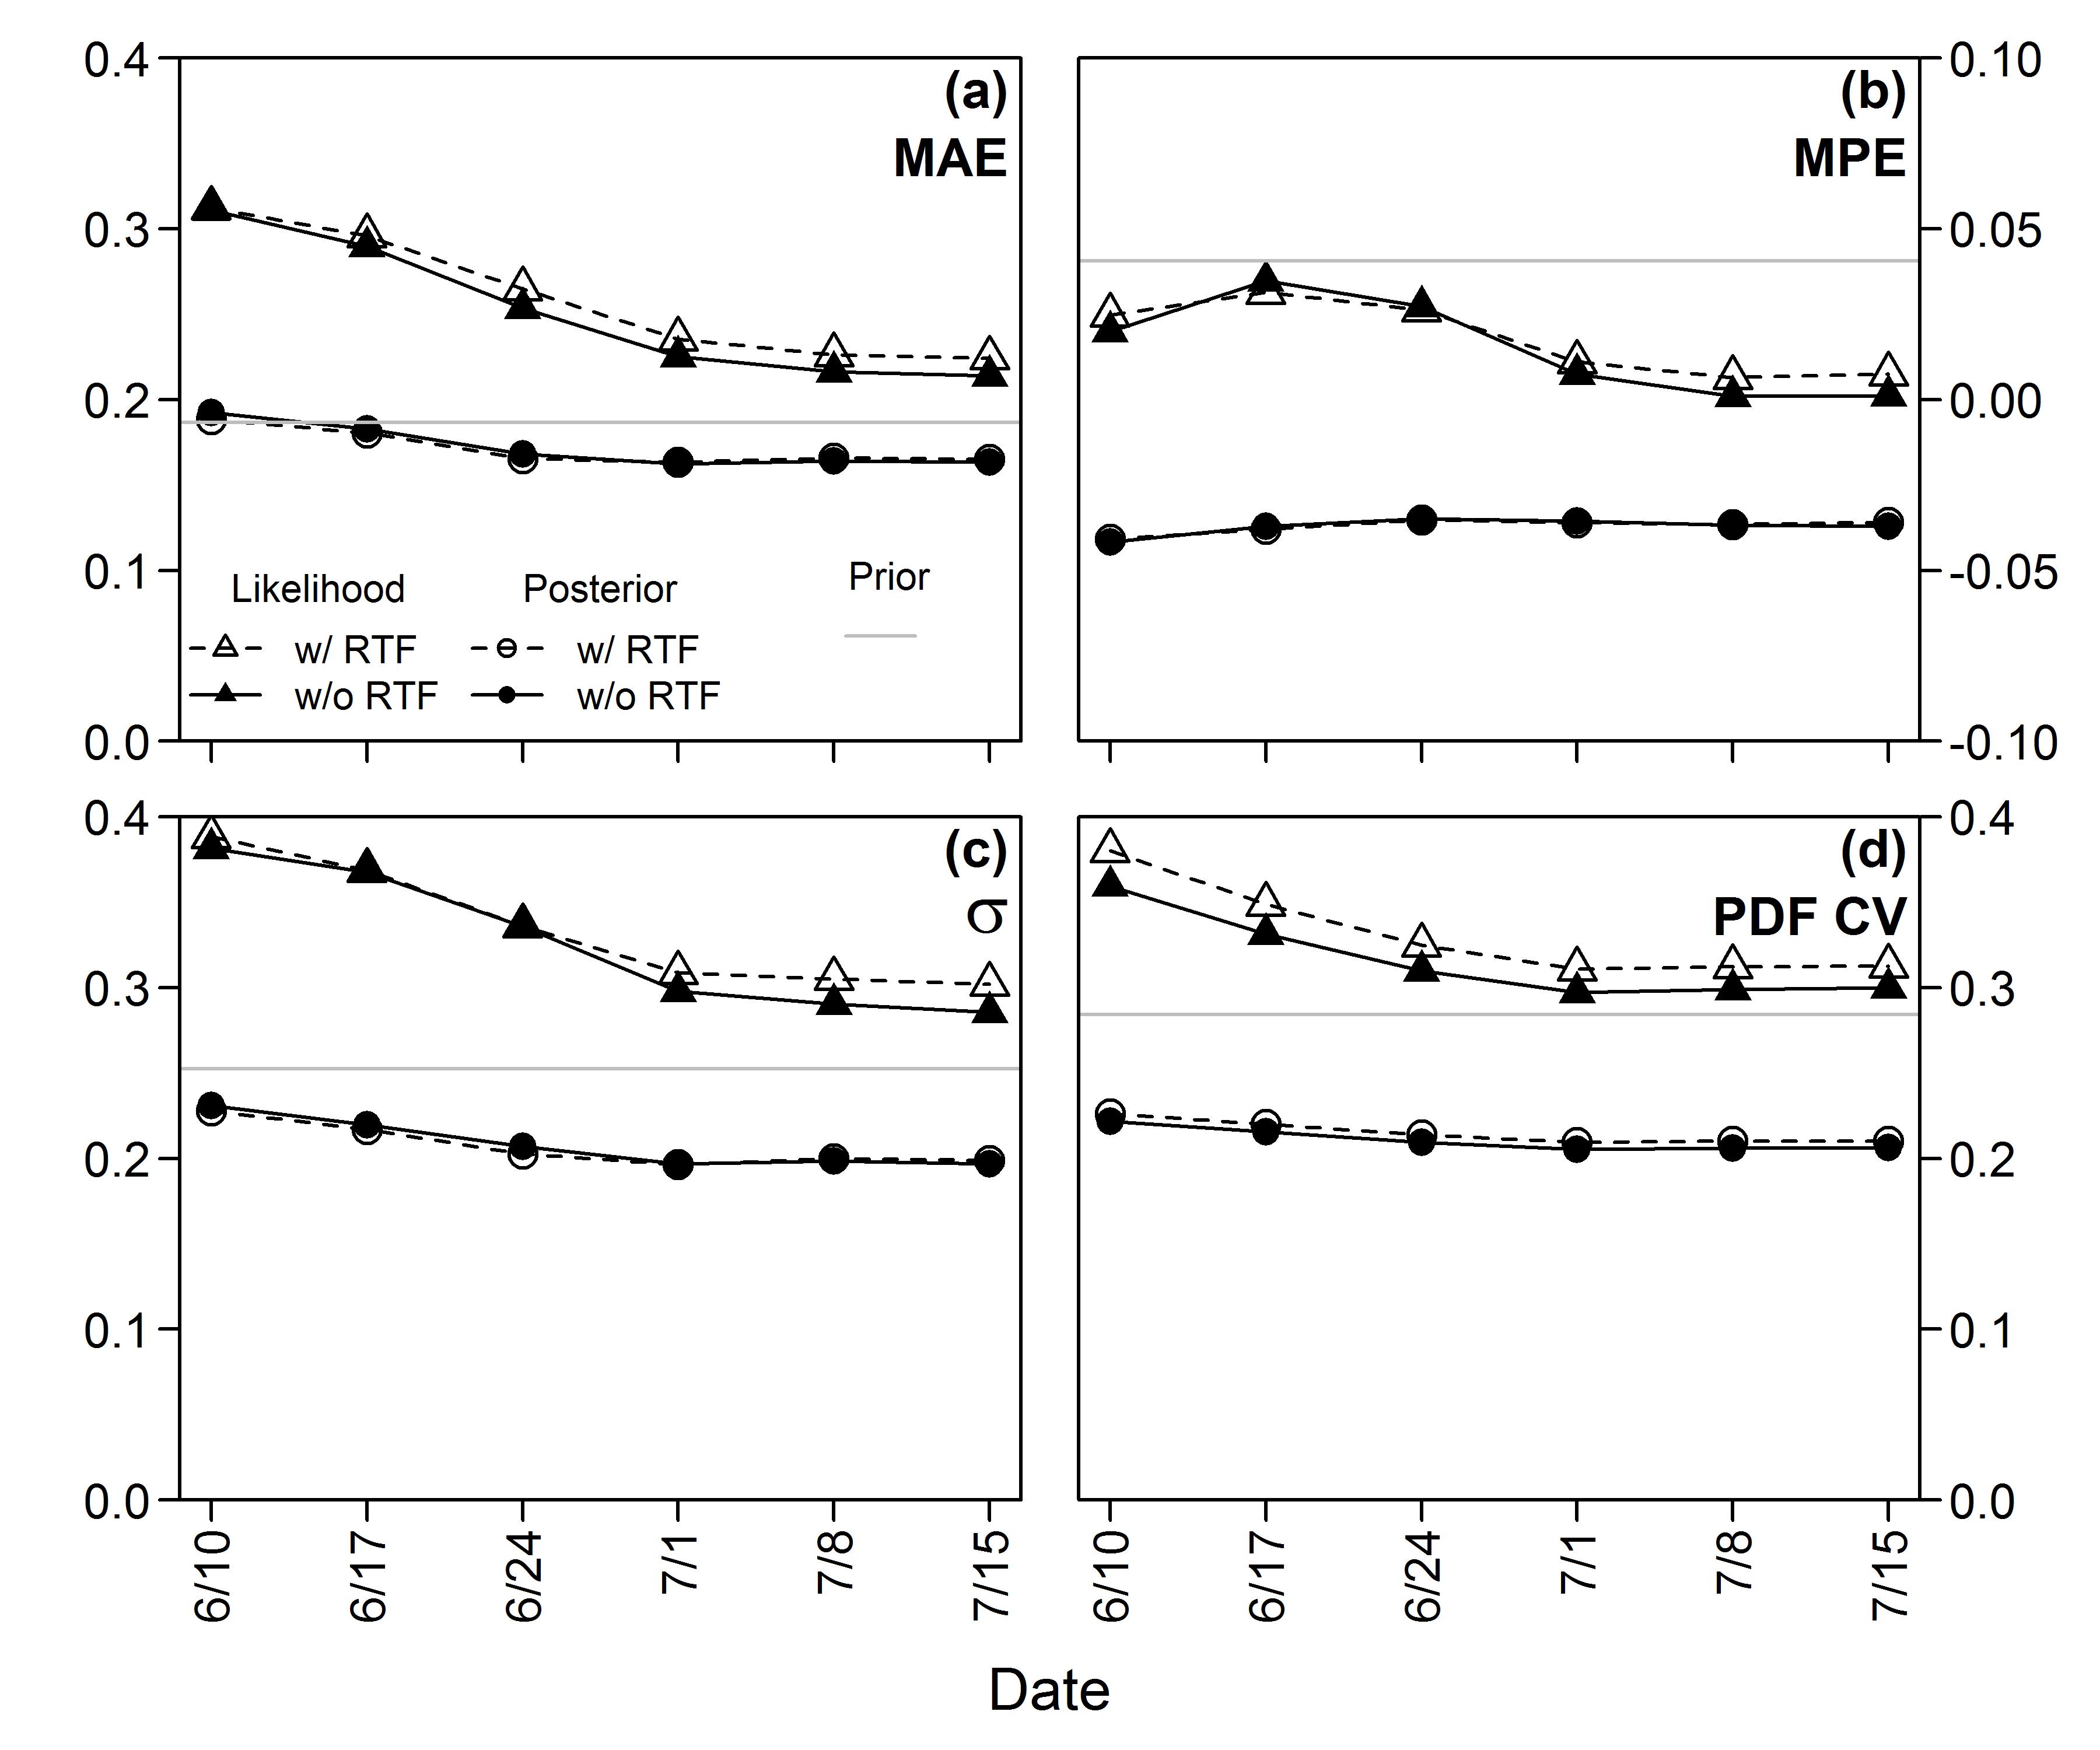 0.4
0.3
0.2
0.1
0.0
(a)
MAE
Likelihood Posterior Prior
w/ RTF w/ RTF
w/o RTF w/o RTF
(b)
MPE
0.10
0.05
0.00
-0.05
-0.10
0.4
0.3
0.2
0.1
0.0
(c)
σ
6/10 6/17 6/24 7/1 7/8 7/15
(d)
PDF CV
0.4
0.3
0.2
0.1
0.0
6/10 6/17 6/24 7/1 7/8 7/15
Date